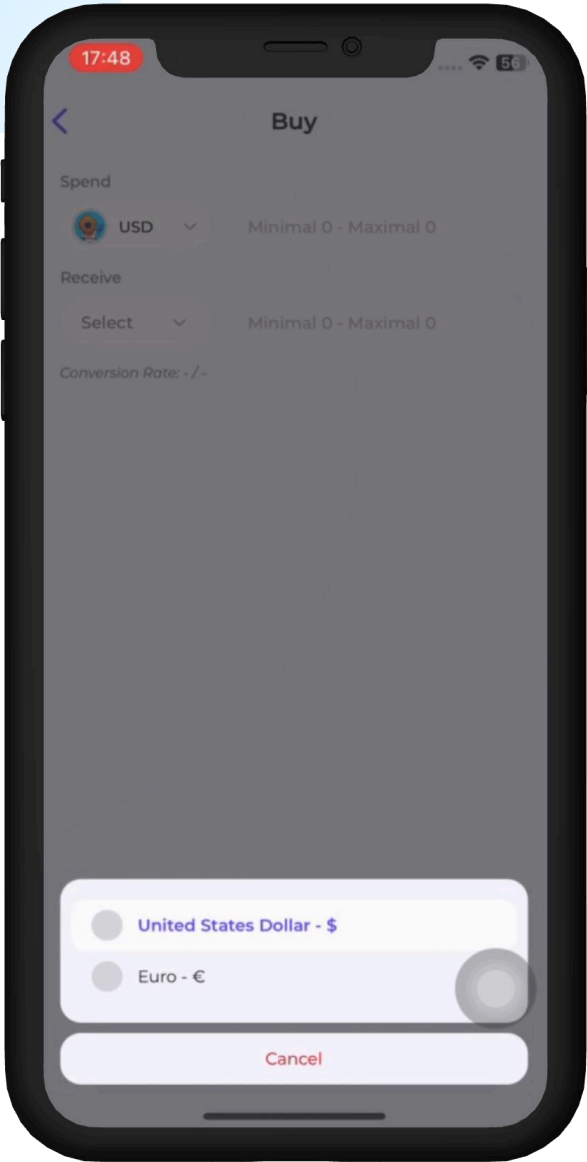 17:48
56
Buy
Spend
USD
Minimal 0 - Maximal 0
Receive
Select
Minimal 0 - Maximal 0
Conversion Rate: - / -
United States Dollar - $
Euro - €
Cancel